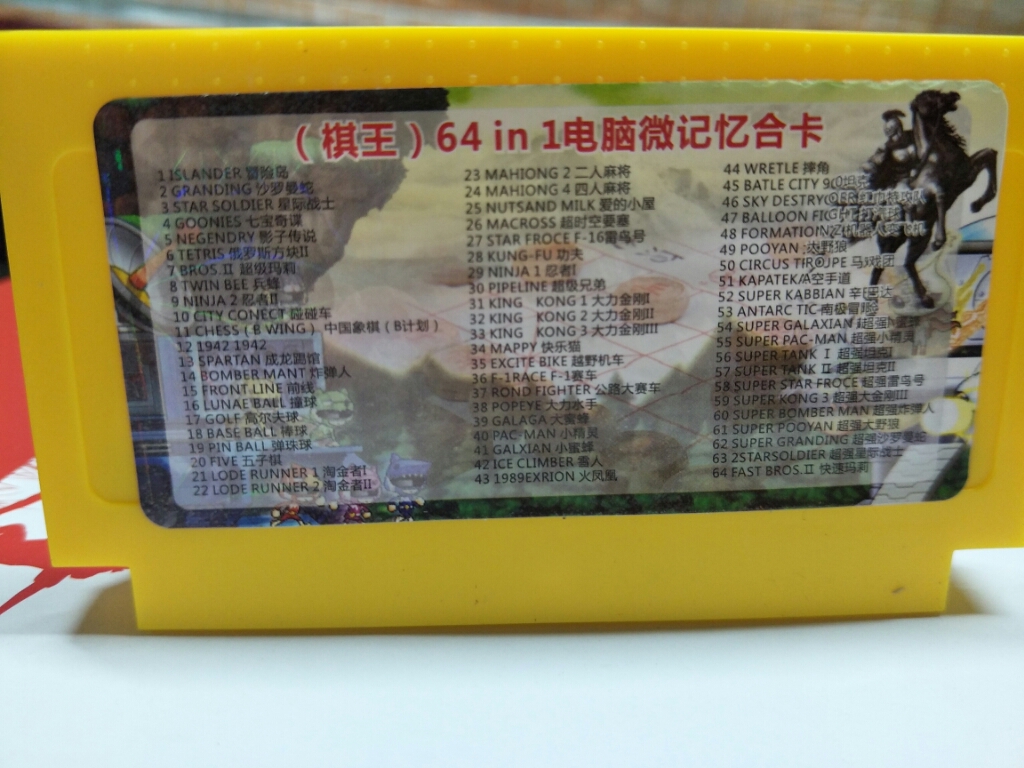 （棋王）64 in 1电脑微记忆合卡
1 ISLANDER 冒险岛
2 GRANDING 沙罗曼蛇
3 STAR SOLDIER 星际战士
4 GOONIES 七宝奇谋
5 NEGENDRY 影子传说
6 TETRIS 俄罗斯方块II
7 BROS.II 超级玛莉
8 TWIN BEE 兵蜂
9 NINJA 2 忍者II
10 CITY CONECT 碰碰车
11 CHESS（B WING）中国象棋（B计划）
12 1942 1942
13 SPARTAN 成龙踢馆
14 BOMBER MANT 炸弹人
15 FRONT LINE 前线
16 LUNAE BALL 撞球
17 GOLF 高尔夫球
18 BASE BALL 棒球
19 PIN BALL 弹珠球
20 FIVE 五子棋
21 LODE RUNNER 1 淘金者I
22 LODE RUNNER 2 淘金者II
23 MAHIONG 2 二人麻将
24 MAHIONG 4 四人麻将
25 NUTSAND MILK 爱的小屋
26 MACROSS 超时空要塞
27 STAR FROCE F-16雷鸟号
28 KUNG-FU 功夫
29 NINJA 1 忍者I
30 PIPELINE 超级兄弟
31 KING KONG 1 大力金刚I
32 KING KONG 2 大力金刚II
33 KING KONG 3 大力金刚III
34 MAPPY 快乐猫
35 EXCITE BIKE 越野机车
36 F-1RACE F-1赛车
37 ROND FIGHTER 公路大赛车
38 POPEYE 大力水手
39 GALAGA 大蜜蜂
40 PAC-MAN 小精灵
41 GALXIAN 小蜜蜂
42 ICE CLIMBER 雪人
43 1989EXRION 火凤凰
44 WRETLE 摔角
45 BATLE CITY 90坦克
46 SKY DESTRYOER
47 BALLOON FIGHT
48 FORMATIONZ
49 POOYAN 大野狼
50 CIRCUS TROUPE 马戏团
51 KAPATEKA 空手道
52 SUPER KABBIAN
53 ANTARC TIC 南极冒险
54 SUPER GALAXIAN 超强小蜜蜂
55 SUPER PAC-MAN 超强小精灵
56 SUPER TANK I 超强坦克I
57 SUPER TANK II 超强坦克II
58 SUPER STAR FROCE 超强雷鸟号
59 SUPER KONG 3 超强大金刚III
60 SUPER BOMBER MAN 超强炸弹人
61 SUPER POOYAN 超强大野狼
62 SUPER GRANDING 超强沙罗曼蛇
63 2STARSOLDIER 超强星际战士
64 FAST BROS.II 快速玛莉